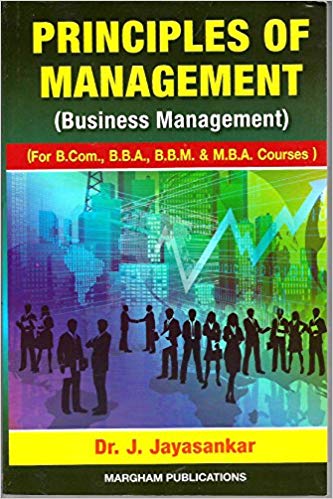 PRINCIPLES OF
MANAGEMENT
(Business Management)
(For B.Com., B.B.A., B.B.M. & M.B.A. Courses )
Dr. J. Jayasankar
MARGHAM PUBLICATIONS